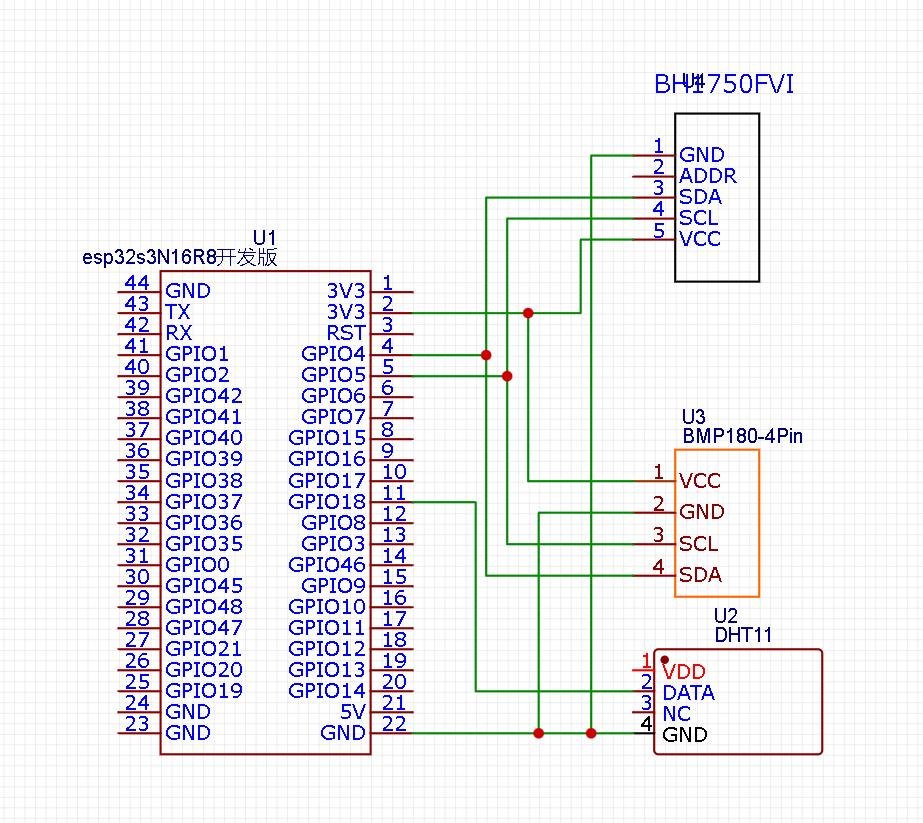 BH1750FVI
U4
1 GND
2 ADDR
3 SDA
4 SCL
5 VCC
U1
esp32s3N16R8开发版
44 GND 3V3 1
43 TX 3V3 2
42 RX RST 3
41 GPIO1 GPIO4 4
40 GPIO2 GPIO5 5
39 GPIO42 GPIO6 6
38 GPIO41 GPIO7 7
37 GPIO40 GPIO15 8
36 GPIO39 GPIO16 9
35 GPIO38 GPIO17 10
34 GPIO37 GPIO18 11
33 GPIO36 GPIO8 12
32 GPIO35 GPIO3 13
31 GPIO0 GPIO46 14
30 GPIO45 GPIO9 15
29 GPIO48 GPIO10 16
28 GPIO47 GPIO11 17
27 GPIO21 GPIO12 18
26 GPIO20 GPIO13 19
25 GPIO19 GPIO14 20
24 GND 5V 21
23 GND GND 22
U3
BMP180-4Pin
1 VCC
2 GND
3 SCL
4 SDA
U2
DHT11
1 VDD
2 DATA
3 NC
4 GND